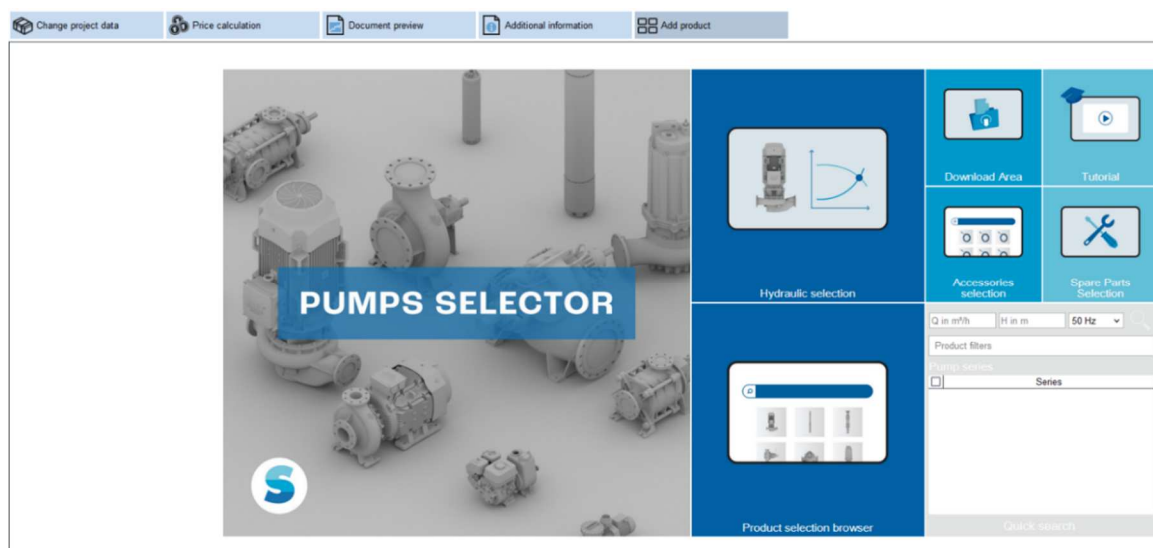 Change project data
Price calculation
Document preview
Additional information
Add product
PUMPS SELECTOR
S
Hydraulic selection
Download Area
Tutorial
Accessories
selection
Spare Parts
Selection
Product selection browser
Q in m³/h
H in m
50 Hz
Product filters
Pump series
Series
Quick search